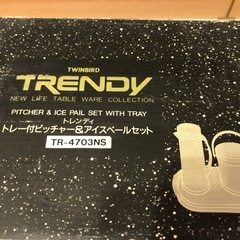 TWINBIRD
TRENDY
NEW LIFE TABLE WARE COLLECTION
PITCHER & ICE PAIL SET WITH TRAY
トレンディ
トレー付ピッチャー&アイスペールセット
TR-4703NS